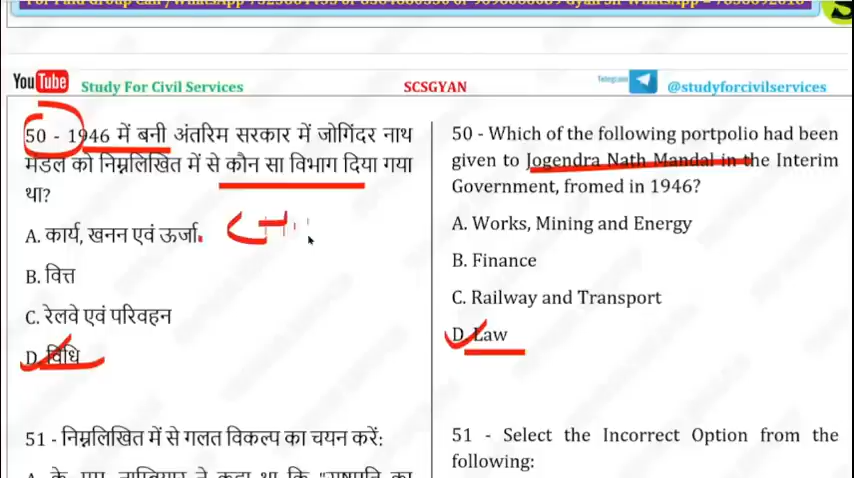 You Tube Study For Civil Services SCSGYAN Telegram @studyforcivilservices
50 - 1946 में बनी अंतरिम सरकार में जोगिंदर नाथ
मंडल को निम्नलिखित में से कौन सा विभाग दिया गया
था?
A. कार्य, खनन एवं ऊर्जा.
B. वित्त
C. रेलवे एवं परिवहन
D. विधि
51 - निम्नलिखित में से गलत विकल्प का चयन करें:
50 - Which of the following portpolio had been
given to Jogendra Nath Mandal in the Interim
Government, fromed in 1946?
A. Works, Mining and Energy
B. Finance
C. Railway and Transport
D. Law
51 - Select the Incorrect Option from the
following: